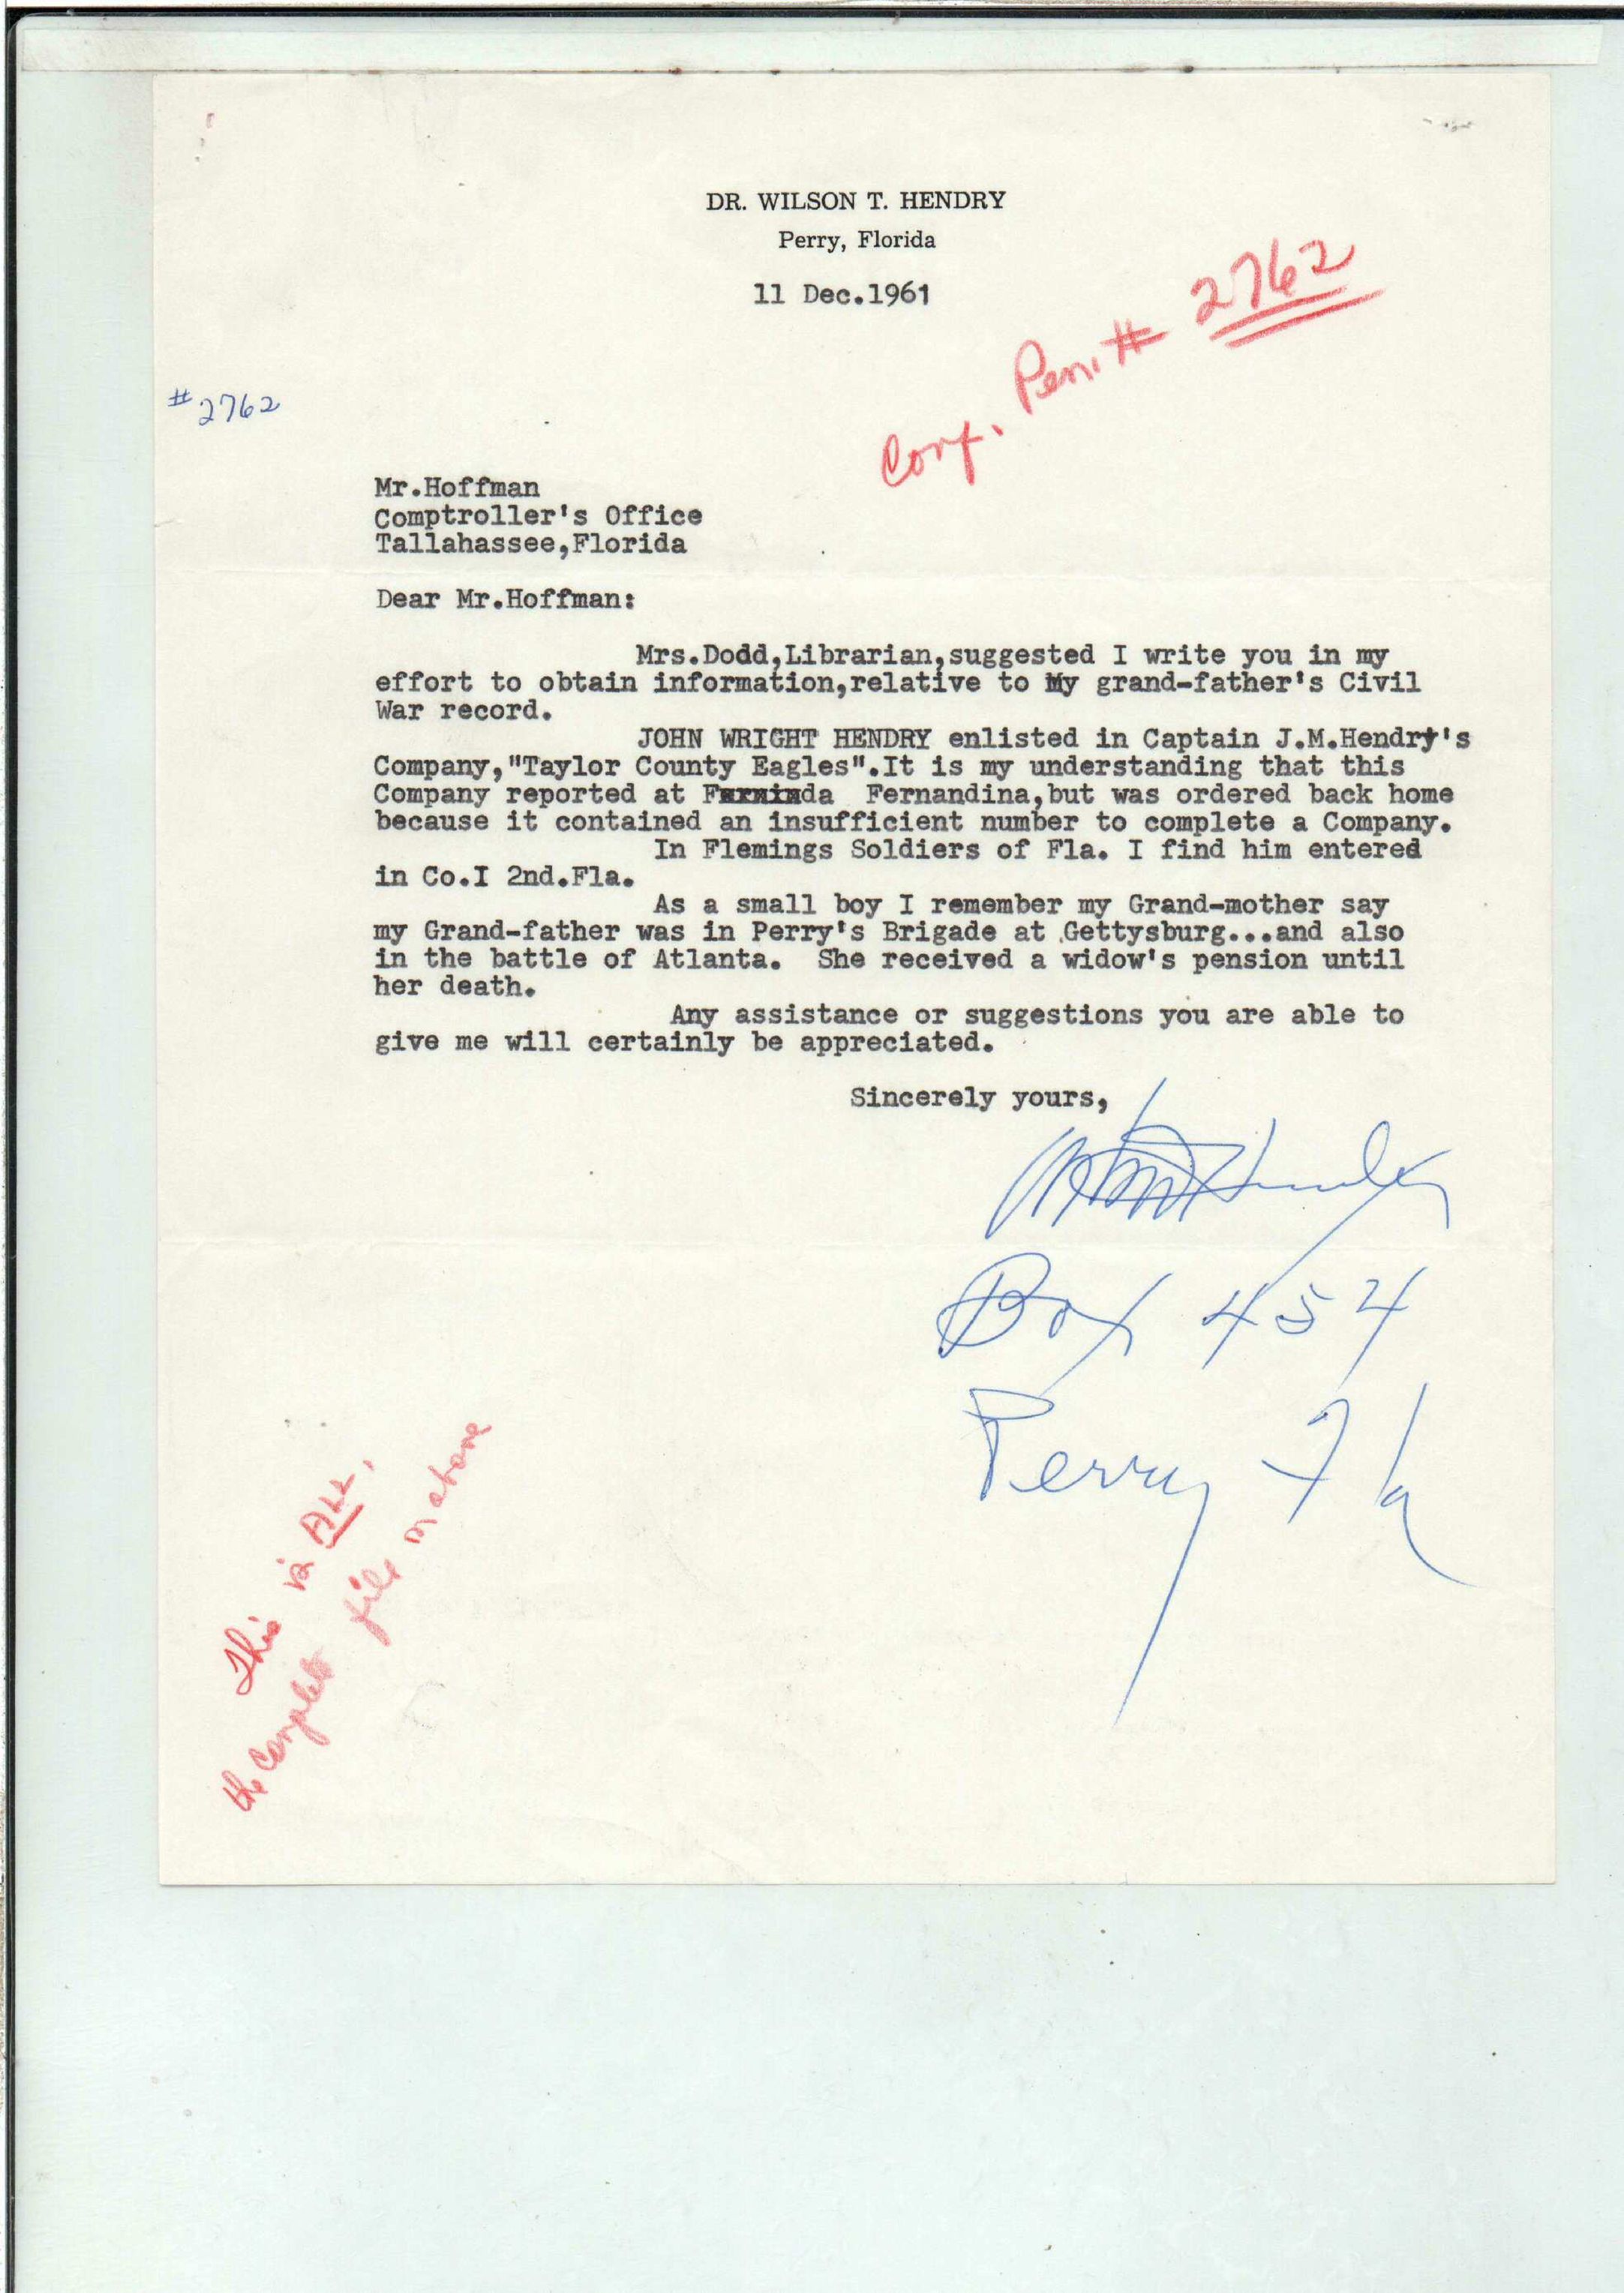 DR. WILSON T. HENDRY
Perry, Florida
11 Dec.1961
Conf. Pen. # 2762
# 2762
Mr.Hoffman
Comptroller's Office
Tallahassee,Florida
Dear Mr.Hoffman:
Mrs.Dodd,Librarian,suggested I write you in my
effort to obtain information,relative to My grand-father's Civil
War record.
JOHN WRIGHT HENDRY enlisted in Captain J.M.Hendry's
Company,"Taylor County Eagles".It is my understanding that this
Company reported at Fernandina,but was ordered back home
because it contained an insufficient number to complete a Company.
In Flemings Soldiers of Fla. I find him entered
in Co.I 2nd.Fla.
As a small boy I remember my Grand-mother say
my Grand-father was in Perry's Brigade at Gettysburg...and also
in the battle of Atlanta. She received a widow's pension until
her death.
Any assistance or suggestions you are able to
give me will certainly be appreciated.
Sincerely yours,
Hendry
Box 454
Perry Fla
This is ALL.
the complete file on above